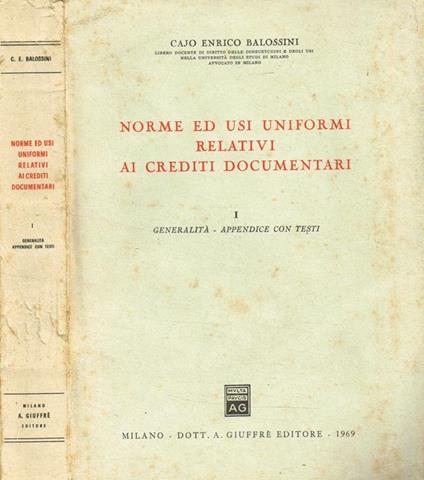 C. E. BALOSSINI
NORME ED USI
UNIFORMI
RELATIVI
AI CREDITI
DOCUMENTARI
I
GENERALITÀ
APPENDICE CON TESTI
MILANO
A. GIUFFRÈ
EDITORE
CAJO ENRICO BALOSSINI
LIBERO DOCENTE DI DIRITTO DELLE CONSUETUDINI E DEGLI USI
NELLA UNIVERSITÀ DEGLI STUDI DI MILANO
AVVOCATO IN MILANO
NORME ED USI UNIFORMI
RELATIVI
AI CREDITI DOCUMENTARI
I
GENERALITÀ - APPENDICE CON TESTI
MVLTA
PAVCIS
AG
MILANO - DOTT. A. GIUFFRÈ EDITORE - 1969